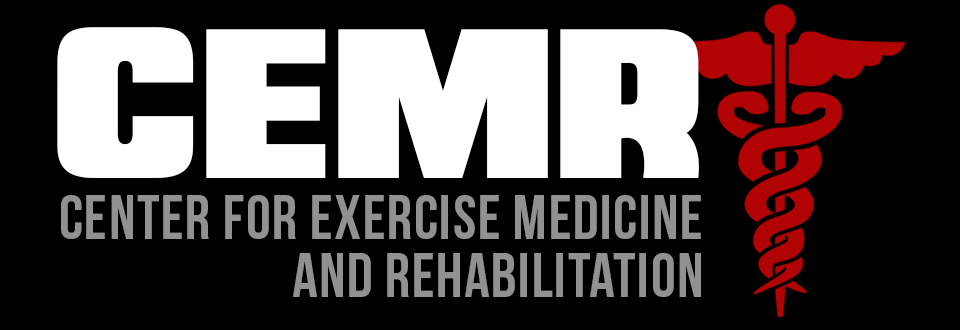 CEMR
CENTER FOR EXERCISE MEDICINE
AND REHABILITATION